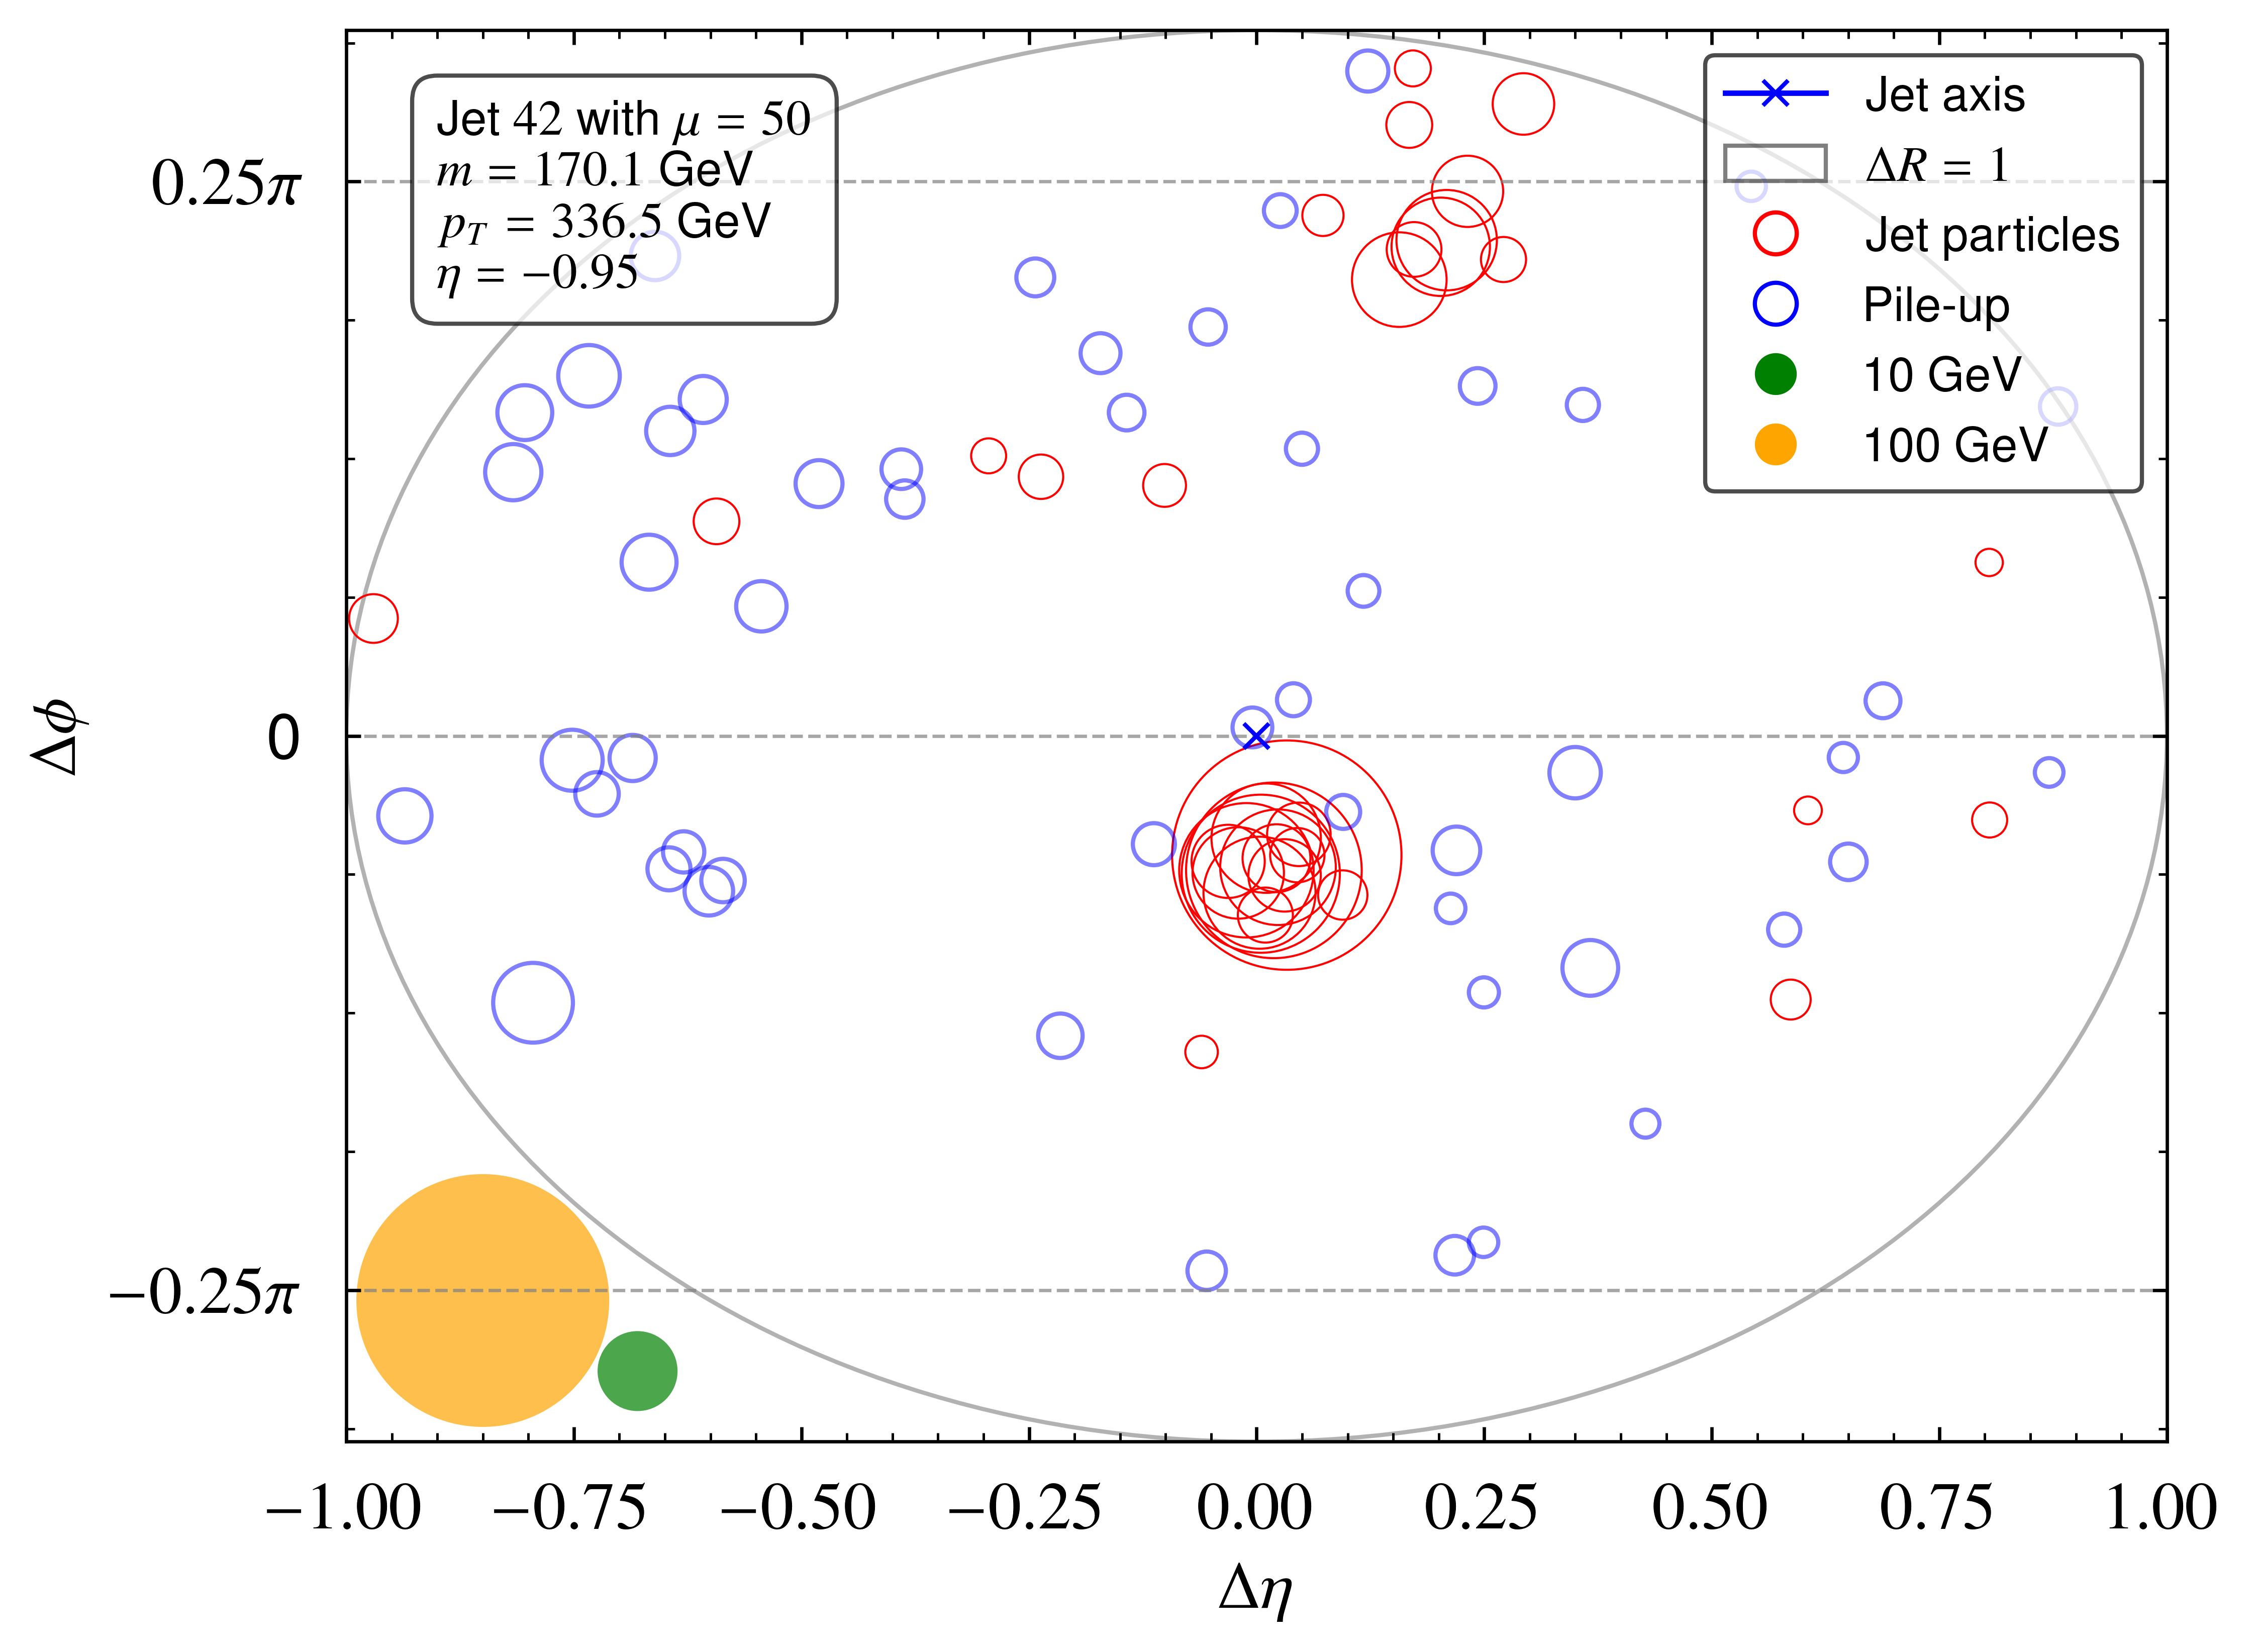 Jet 42 with μ = 50
m = 170.1 GeV
p_T = 336.5 GeV
η = −0.95
Jet axis
ΔR = 1
Jet particles
Pile-up
10 GeV
100 GeV
0.25π
0
−0.25π
Δϕ
−1.00 −0.75 −0.50 −0.25 0.00 0.25 0.50 0.75 1.00
Δη